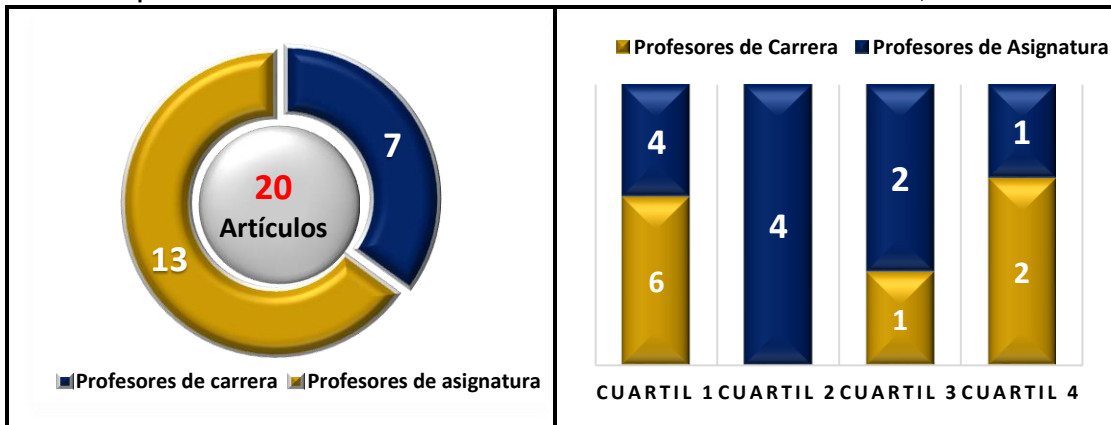 7
20
Artículos
13
Profesores de carrera Profesores de asignatura
Profesores de Carrera Profesores de Asignatura
4 4 2 1
6 1 2
CUARTIL 1 CUARTIL 2 CUARTIL 3 CUARTIL 4